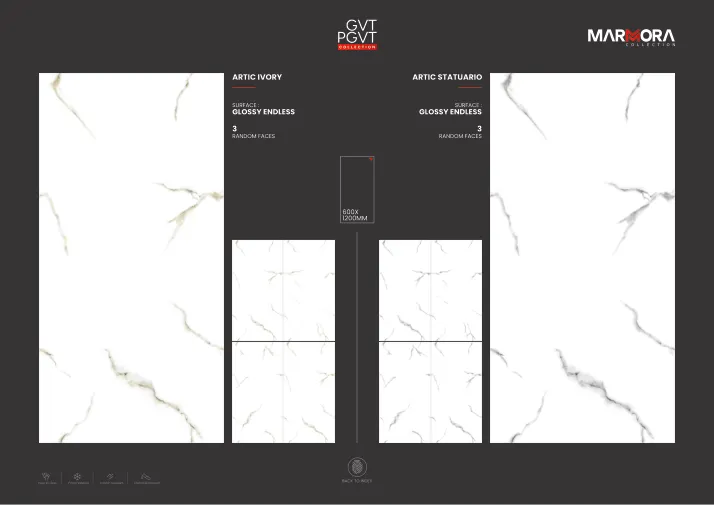 GVT
PGVT
COLLECTION
MARMORA
COLLECTION
ARTIC IVORY
SURFACE :
GLOSSY ENDLESS
3
RANDOM FACES
ARTIC STATUARIO
SURFACE :
GLOSSY ENDLESS
3
RANDOM FACES
600X
1200MM
BACK TO INDEX